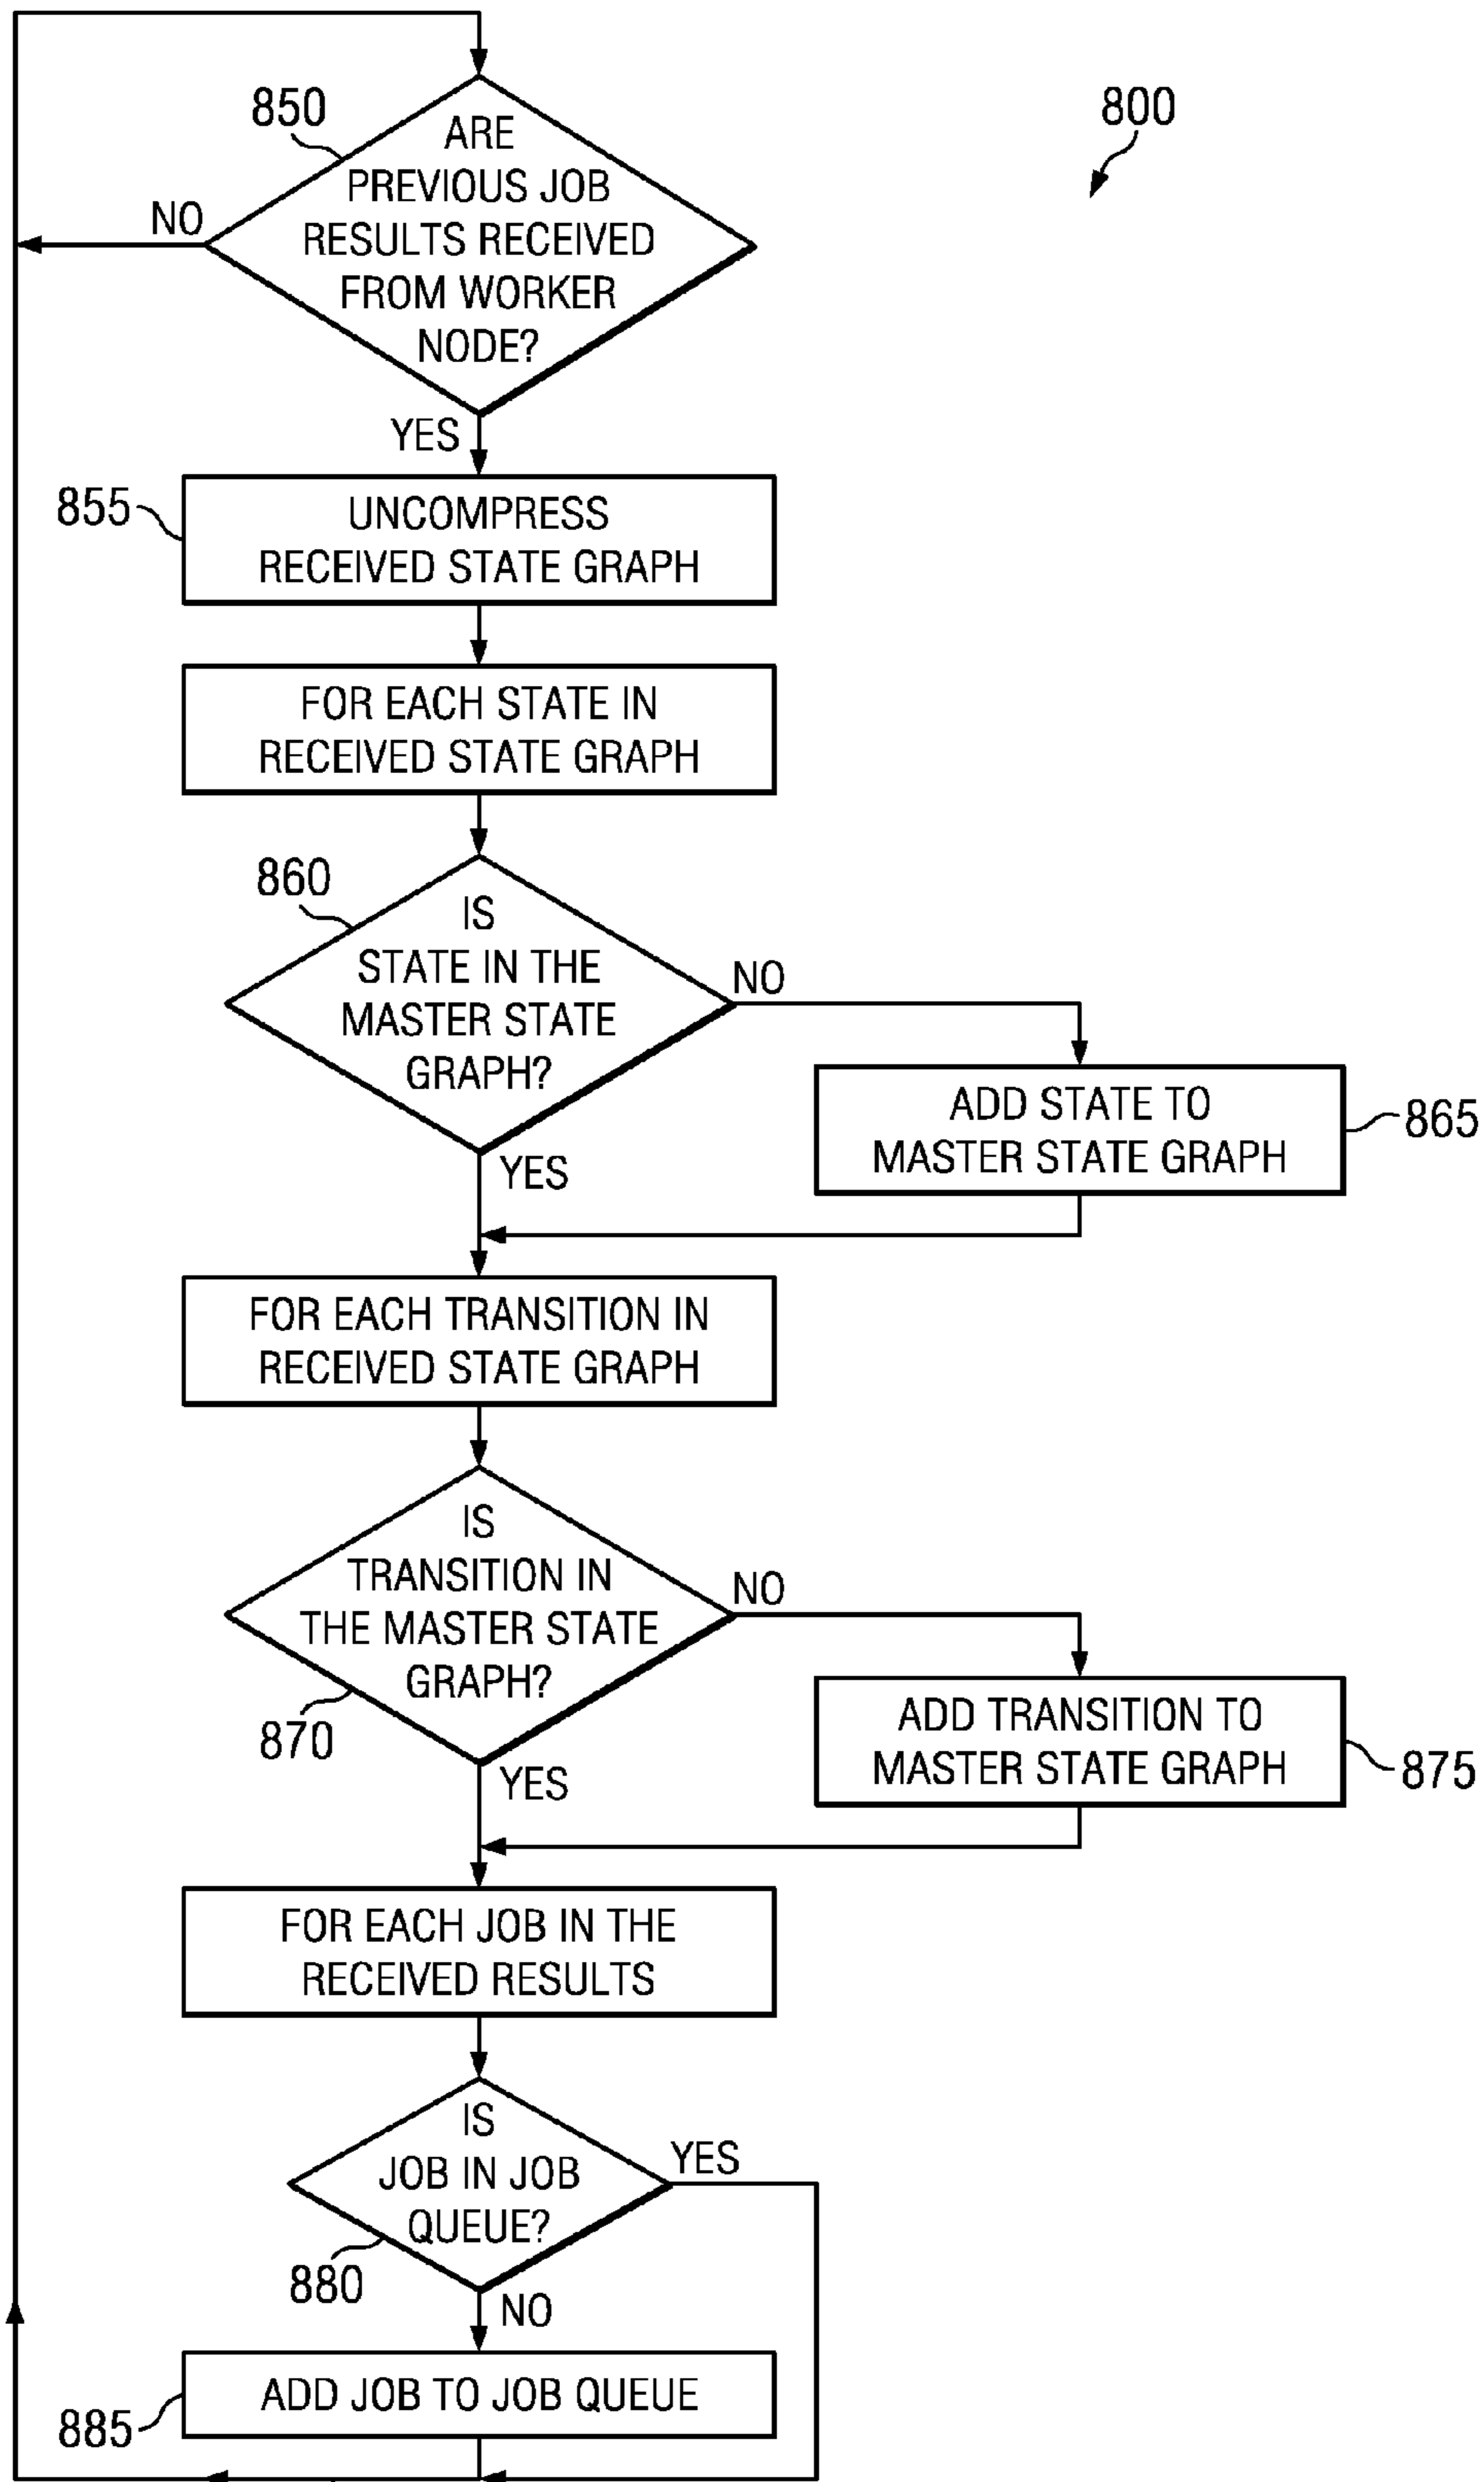 850
ARE
PREVIOUS JOB
RESULTS RECEIVED
FROM WORKER
NODE?
NO
YES
800
855
UNCOMPRESS
RECEIVED STATE GRAPH
FOR EACH STATE IN
RECEIVED STATE GRAPH
860
IS
STATE IN THE
MASTER STATE
GRAPH?
NO
YES
ADD STATE TO
MASTER STATE GRAPH
865
FOR EACH TRANSITION IN
RECEIVED STATE GRAPH
IS
TRANSITION IN
THE MASTER STATE
GRAPH?
NO
870
YES
ADD TRANSITION TO
MASTER STATE GRAPH
875
FOR EACH JOB IN THE
RECEIVED RESULTS
IS
JOB IN JOB
QUEUE?
YES
880
NO
ADD JOB TO JOB QUEUE
885